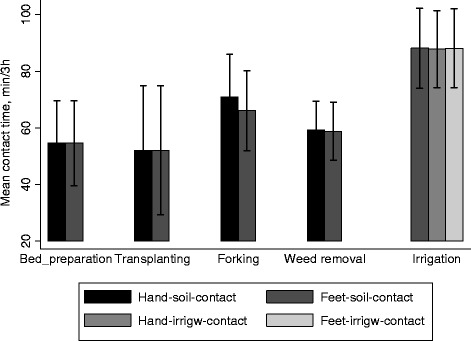 Mean contact time, min/3h
100
80
60
40
20
Bed_preparation Transplanting Forking Weed removal Irrigation
Hand-soil-contact Feet-soil-contact
Hand-irrigw-contact Feet-irrigw-contact